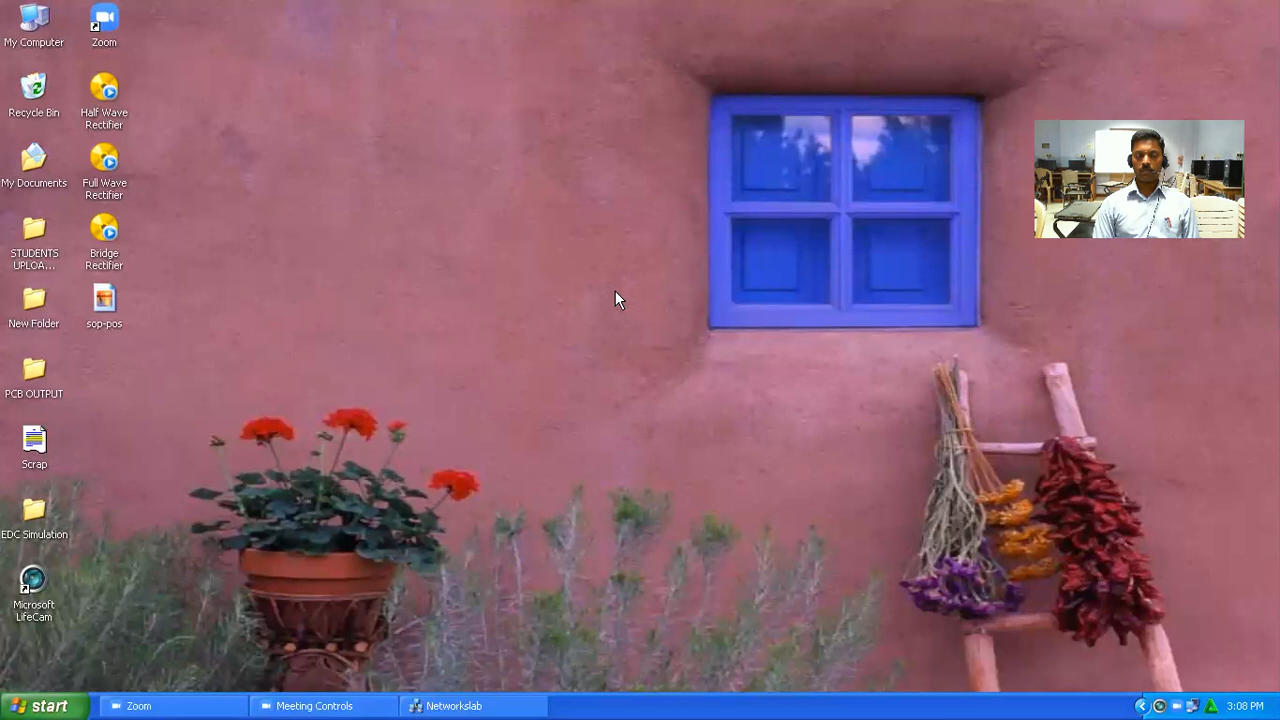 My Computer
Zoom
Recycle Bin
Half Wave
Rectifier
My Documents
Full Wave
Rectifier
STUDENTS
UPLOA...
Bridge
Rectifier
New Folder
sop-pos
PCB OUTPUT
Scrap
EDC Simulation
Microsoft
LifeCam
start
Zoom
Meeting Controls
Networkslab
3:08 PM